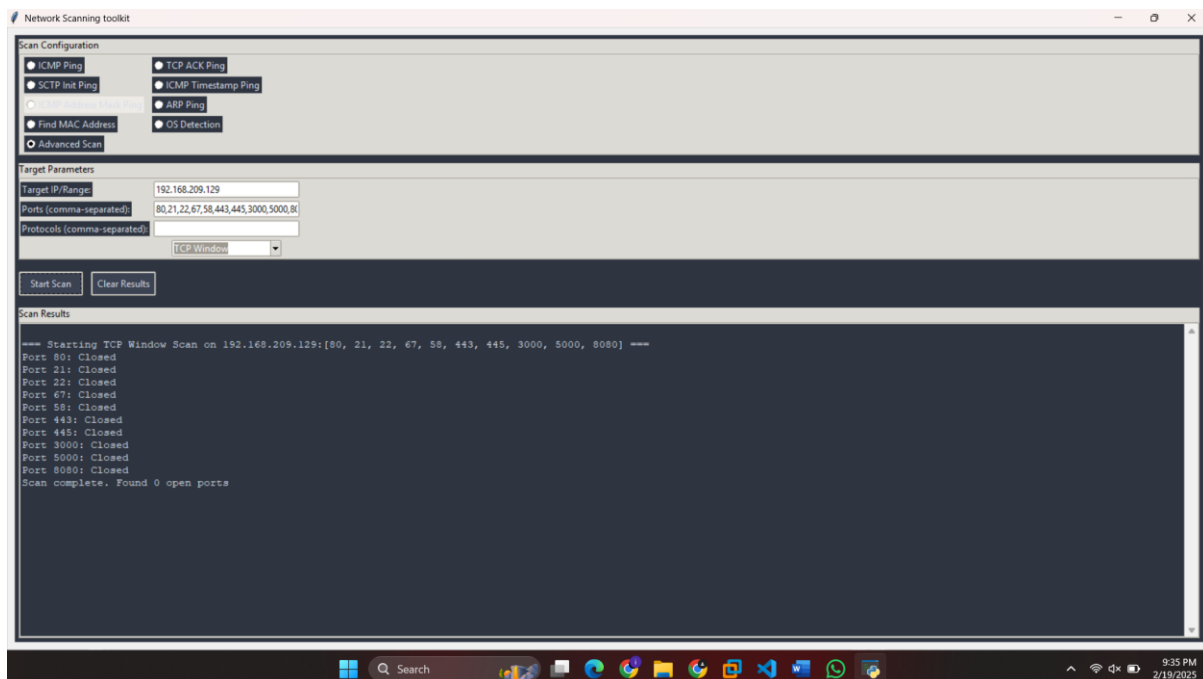 Network Scanning toolkit
Scan Configuration
ICMP Ping
TCP ACK Ping
SCTP Init Ping
ICMP Timestamp Ping
ICMP Address Mask Ping
ARP Ping
Find MAC Address
OS Detection
Advanced Scan
Target Parameters
Target IP/Range: 192.168.209.129
Ports (comma-separated): 80,21,22,67,58,443,445,3000,5000,80
Protocols (comma-separated):
TCP Window
Start Scan Clear Results
Scan Results
=== Starting TCP Window Scan on 192.168.209.129:[80, 21, 22, 67, 58, 443, 445, 3000, 5000, 8080] ===
Port 80: Closed
Port 21: Closed
Port 22: Closed
Port 67: Closed
Port 58: Closed
Port 443: Closed
Port 445: Closed
Port 3000: Closed
Port 5000: Closed
Port 8080: Closed
Scan complete. Found 0 open ports
Search
9:35 PM
2/19/2025